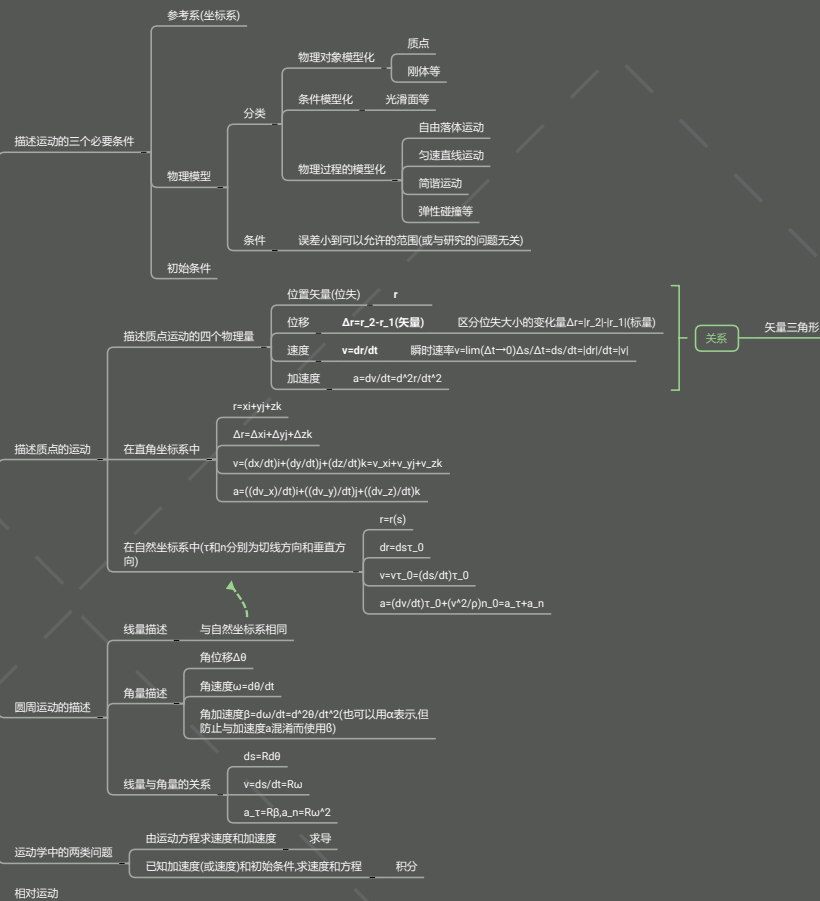 参考系(坐标系)
质点
物理对象模型化
刚体等
分类
条件模型化
光滑面等
自由落体运动
描述运动的三个必要条件
匀速直线运动
物理过程的模型化
物理模型
简谐运动
弹性碰撞等
条件
误差小到可以允许的范围(或与研究的问题无关)
初始条件
位置矢量(位失)
r
位移
Δr=r_2-r_1(矢量)
区分位失大小的变化量Δr=|r_2|-|r_1|(标量)
描述质点运动的四个物理量
关系
矢量三角形
速度
v=dr/dt
瞬时速率v=lim(Δt→0)Δs/Δt=ds/dt=|dr|/dt=|v|
加速度
a=dv/dt=d^2r/dt^2
r=xi+yj+zk
Δr=Δxi+Δyj+Δzk
描述质点的运动
在直角坐标系中
v=(dx/dt)i+(dy/dt)j+(dz/dt)k=v_xi+v_yj+v_zk
a=((dv_x)/dt)i+((dv_y)/dt)j+((dv_z)/dt)k
r=r(s)
在自然坐标系中(τ和n分别为切线方向和垂直方
向)
dr=dsτ_0
v=vτ_0=(ds/dt)τ_0
a=(dv/dt)τ_0+(v^2/ρ)n_0=a_τ+a_n
线量描述
与自然坐标系相同
角位移Δθ
角量描述
角速度ω=dθ/dt
圆周运动的描述
角加速度β=dω/dt=d^2θ/dt^2(也可以用α表示,但
防止与加速度a混淆而使用β)
ds=Rdθ
线量与角量的关系
v=ds/dt=Rω
a_τ=Rβ,a_n=Rω^2
由运动方程求速度和加速度
求导
运动学中的两类问题
已知加速度(或速度)和初始条件,求速度和方程
积分
相对运动